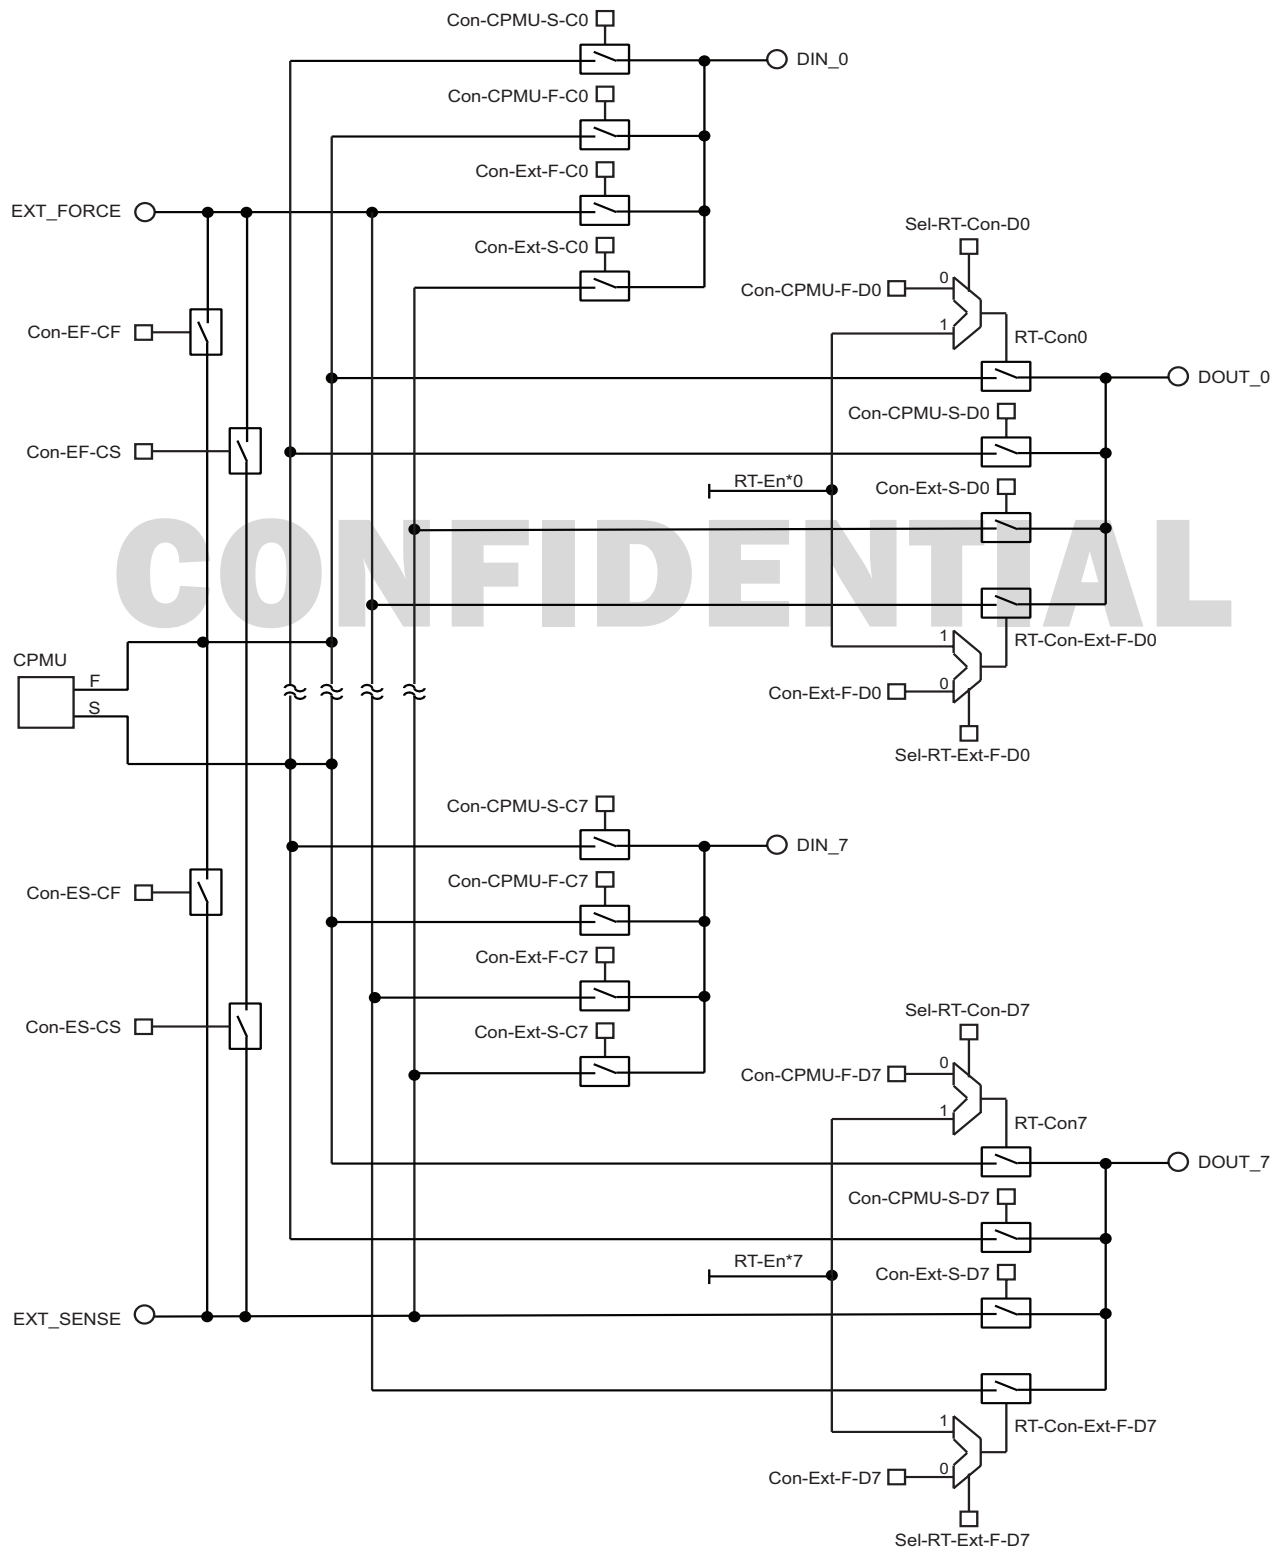 Con-CPMU-S-C0
DIN_0
Con-CPMU-F-C0
Con-Ext-F-C0
EXT_FORCE
Con-Ext-S-C0
Sel-RT-Con-D0
Con-CPMU-F-D0
0
1
RT-Con0
Con-EF-CF
DOUT_0
Con-CPMU-S-D0
Con-EF-CS
RT-En*0
Con-Ext-S-D0
CONFIDENTIAL
1
RT-Con-Ext-F-D0
CPMU
F
S
Con-Ext-F-D0
0
Sel-RT-Ext-F-D0
Con-CPMU-S-C7
DIN_7
Con-CPMU-F-C7
Con-ES-CF
Con-Ext-F-C7
Con-ES-CS
Con-Ext-S-C7
Sel-RT-Con-D7
Con-CPMU-F-D7
0
1
RT-Con7
DOUT_7
Con-CPMU-S-D7
RT-En*7
Con-Ext-S-D7
EXT_SENSE
1
RT-Con-Ext-F-D7
Con-Ext-F-D7
0
Sel-RT-Ext-F-D7